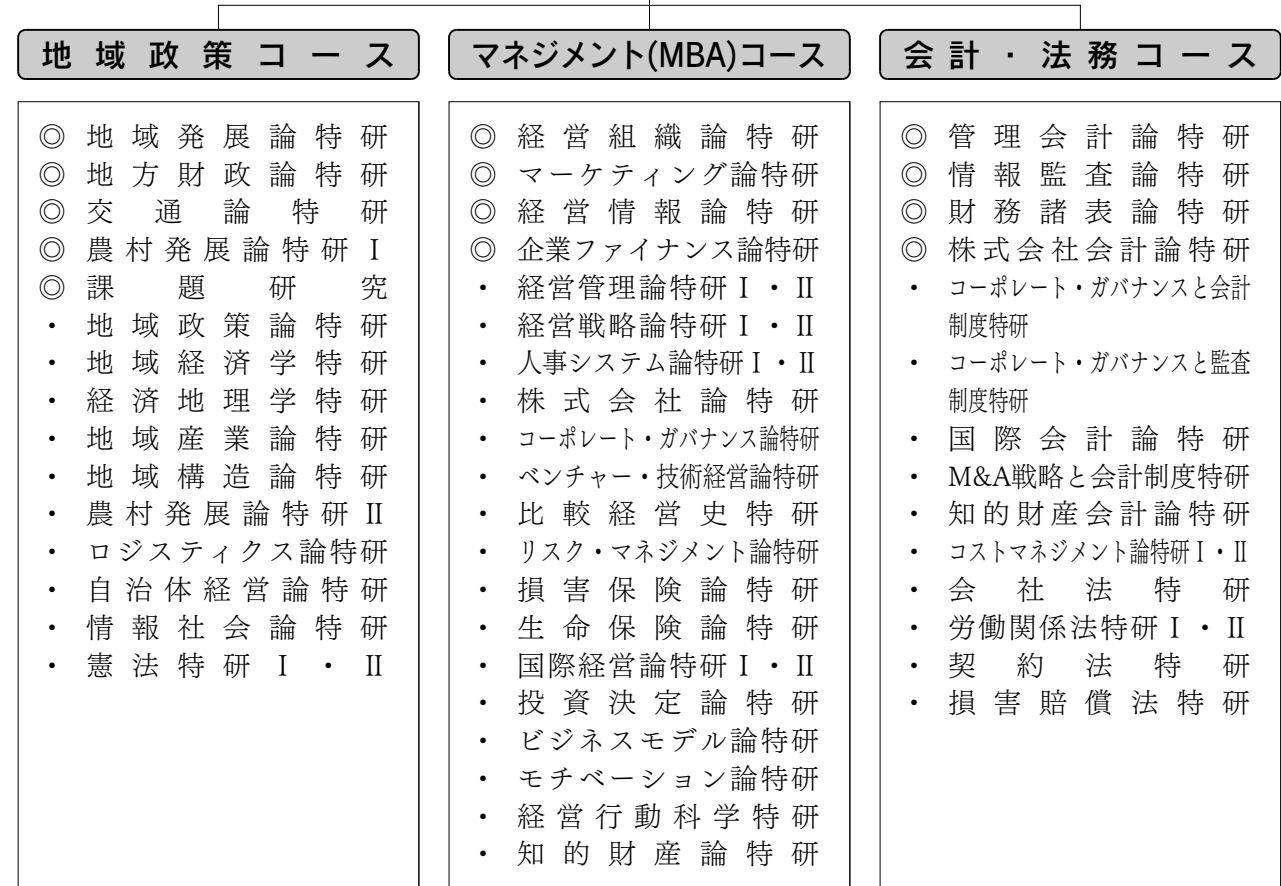 地域政策コース
◎ 地域発展論特研
◎ 地方財政論特研
◎ 交通論特研
◎ 農村発展論特研Ⅰ
◎ 課題研究
・ 地域政策論特研
・ 地域経済学特研
・ 経済地理学特研
・ 地域産業論特研
・ 地域構造論特研
・ 農村発展論特研Ⅱ
・ ロジスティクス論特研
・ 自治体経営論特研
・ 情報社会論特研
・ 憲法特研Ⅰ・Ⅱ
マネジメント(MBA)コース
◎ 経営組織論特研
◎ マーケティング論特研
◎ 経営情報論特研
◎ 企業ファイナンス論特研
・ 経営管理論特研Ⅰ・Ⅱ
・ 経営戦略論特研Ⅰ・Ⅱ
・ 人事システム論特研Ⅰ・Ⅱ
・ 株式会社論特研
・ コーポレート・ガバナンス論特研
・ ベンチャー・技術経営論特研
・ 比較経営史特研
・ リスク・マネジメント論特研
・ 損害保険論特研
・ 生命保険論特研
・ 国際経営論特研Ⅰ・Ⅱ
・ 投資決定論特研
・ ビジネスモデル論特研
・ モチベーション論特研
・ 経営行動科学特研
・ 知的財産論特研
会計・法務コース
◎ 管理会計論特研
◎ 情報監査論特研
◎ 財務諸表論特研
◎ 株式会社会計論特研
・ コーポレート・ガバナンスと会計
制度特研
・ コーポレート・ガバナンスと監査
制度特研
・ 国際会計論特研
・ M&A戦略と会計制度特研
・ 知的財産会計論特研
・ コストマネジメント論特研Ⅰ・Ⅱ
・ 会社法特研
・ 労働関係法特研Ⅰ・Ⅱ
・ 契約法特研
・ 損害賠償法特研